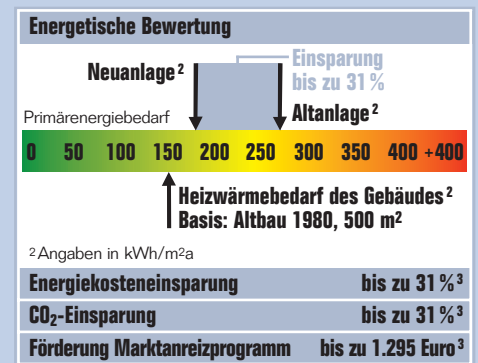 Energetische Bewertung
Einsparung
bis zu 31 %
Neuanlage²
Altanlage²
Primärenergiebedarf
0 50 100 150 200 250 300 350 400 +400
Heizwärmebedarf des Gebäudes²
Basis: Altbau 1980, 500 m²
² Angaben in kWh/m²a
Energiekosteneinsparung bis zu 31 %³
CO₂-Einsparung bis zu 31 %³
Förderung Marktanreizprogramm bis zu 1.295 Euro³